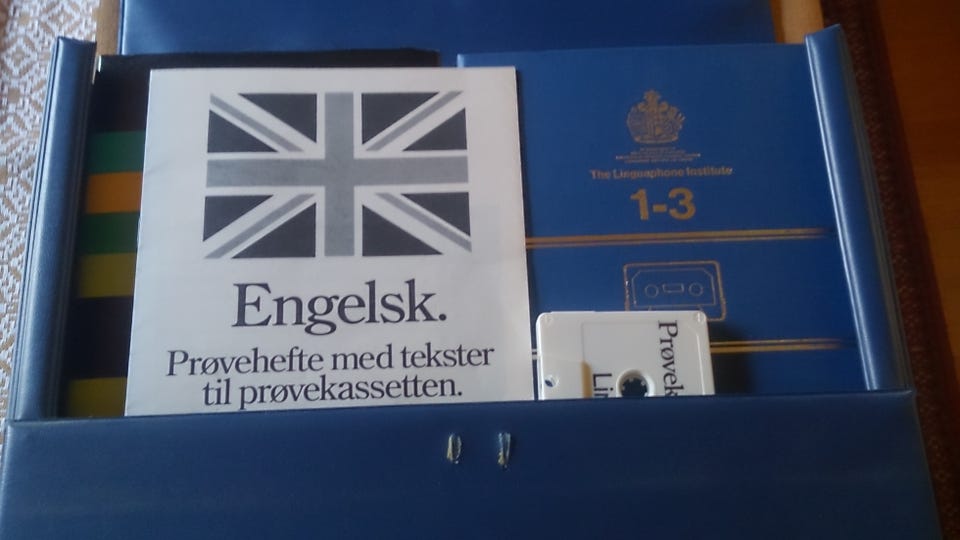 Engelsk.
Prøvehefte med tekster
til prøvekassetten.
The Linguaphone Institute
1-3
Prøvek
Lin